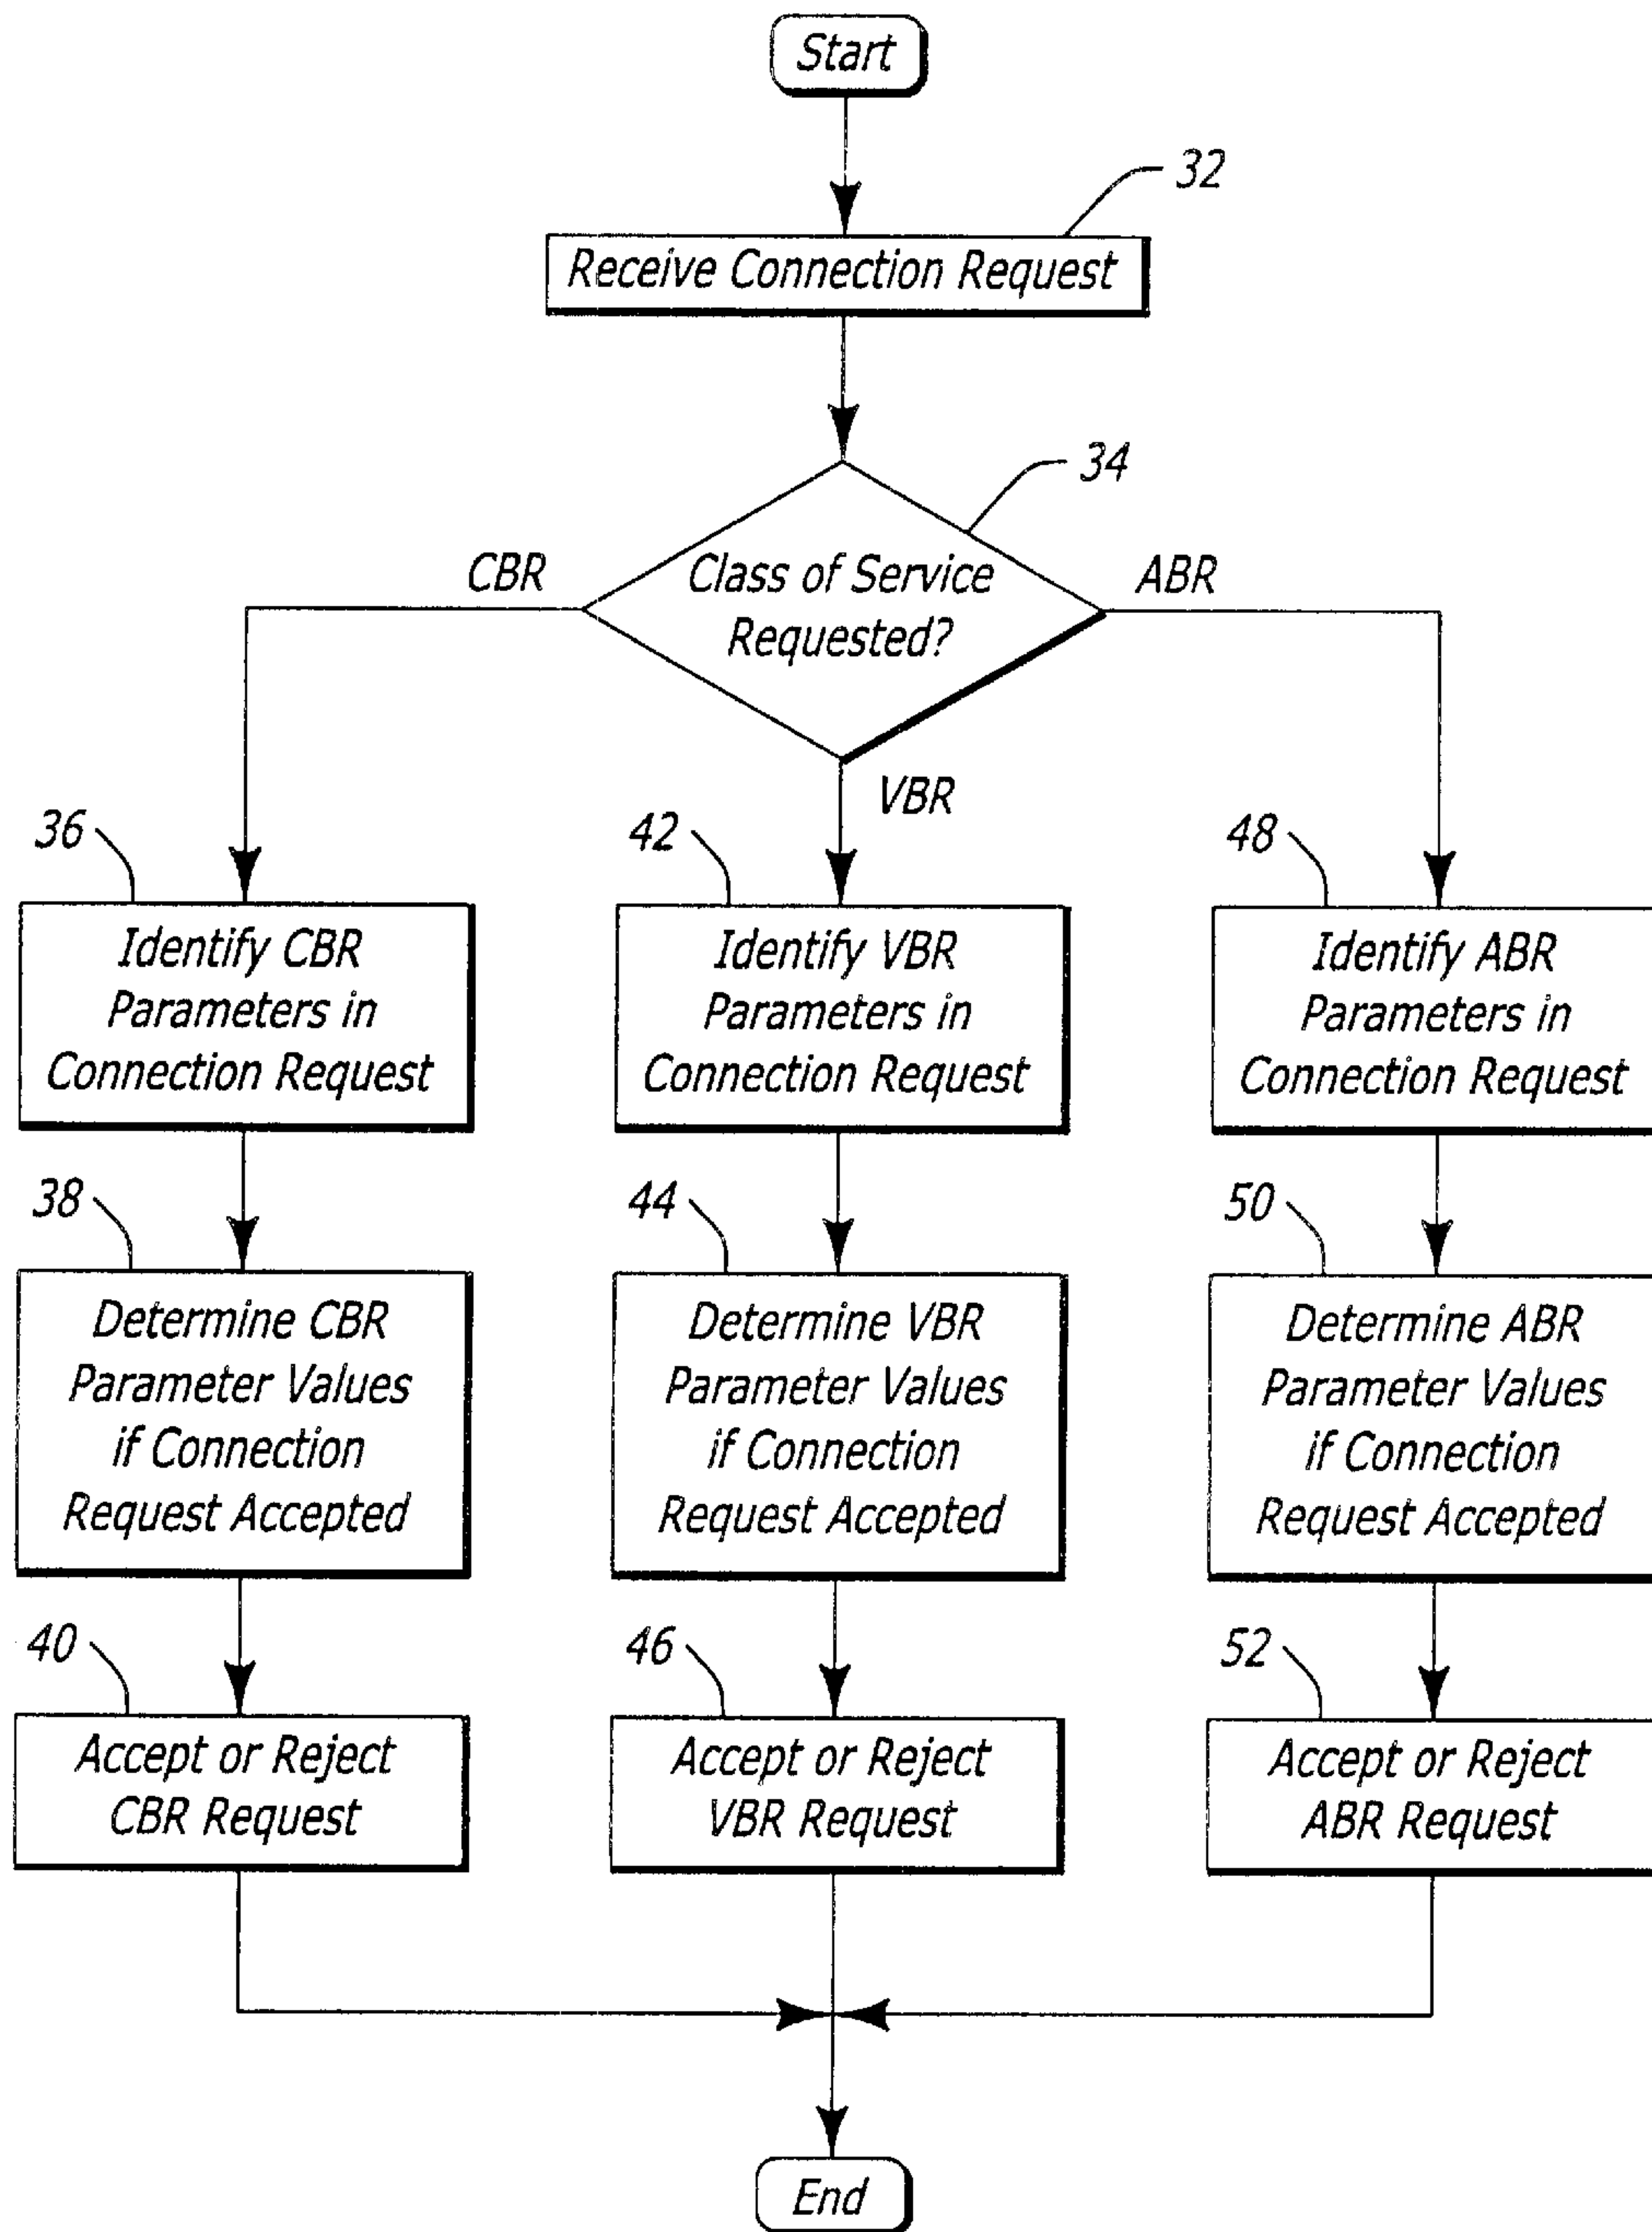 Start
32
Receive Connection Request
34
Class of Service
Requested?
CBR
ABR
VBR
36
Identify CBR
Parameters in
Connection Request
42
Identify VBR
Parameters in
Connection Request
48
Identify ABR
Parameters in
Connection Request
38
Determine CBR
Parameter Values
if Connection
Request Accepted
44
Determine VBR
Parameter Values
if Connection
Request Accepted
50
Determine ABR
Parameter Values
if Connection
Request Accepted
40
Accept or Reject
CBR Request
46
Accept or Reject
VBR Request
52
Accept or Reject
ABR Request
End